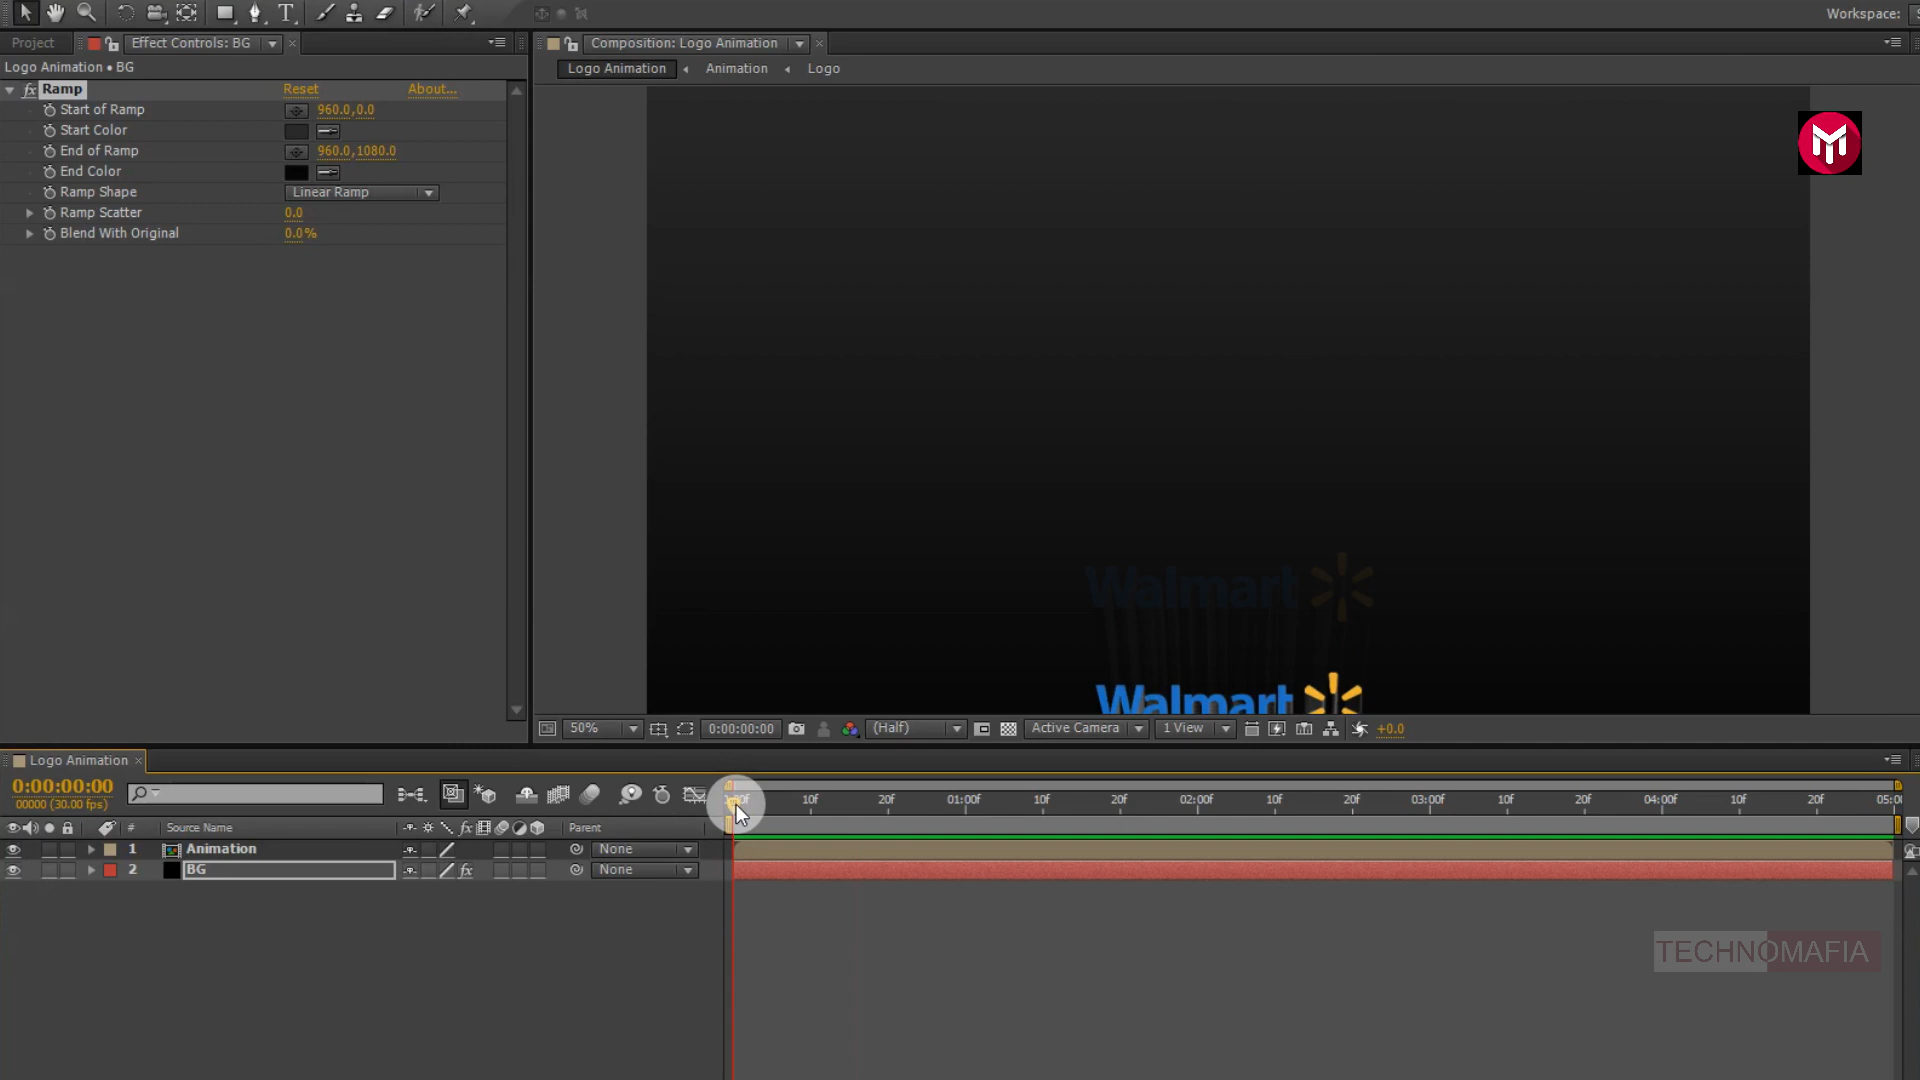 Workspace:
Project
Effect Controls: BG
Composition: Logo Animation
Logo Animation • BG
Logo Animation
Animation
Logo
fx Ramp
Reset
About...
Start of Ramp
960.0,0.0
Start Color
End of Ramp
960.0,1080.0
End Color
Ramp Shape
Linear Ramp
Ramp Scatter
0.0
Blend With Original
0.0%
Walmart
Walmart
50%
0:00:00:00
(Half)
Active Camera
1 View
+0.0
Logo Animation
0:00:00:00
00000 (30.00 fps)
10f
20f
01:00f
10f
20f
02:00f
10f
20f
03:00f
10f
20f
04:00f
10f
20f
#
Source Name
fx
Parent
1
Animation
None
2
BG
fx
None
TECHNOMAFIA